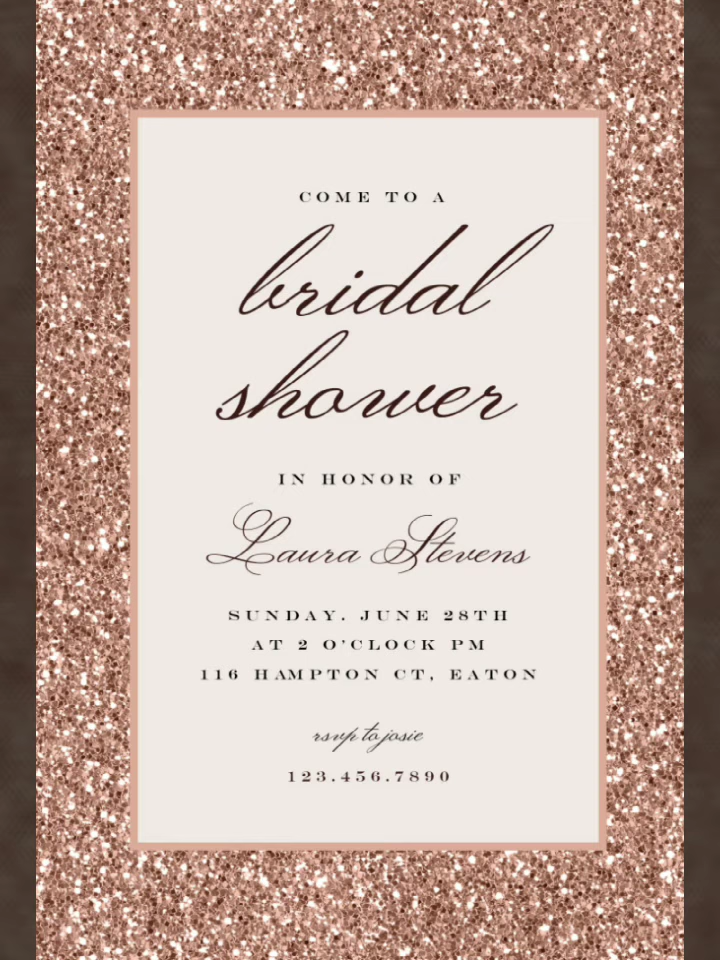 COME TO A
bridal
shower
IN HONOR OF
Laura Stevens
SUNDAY. JUNE 28TH
AT 2 O'CLOCK PM
116 HAMPTON CT, EATON
rsvp to josie
123.456.7890